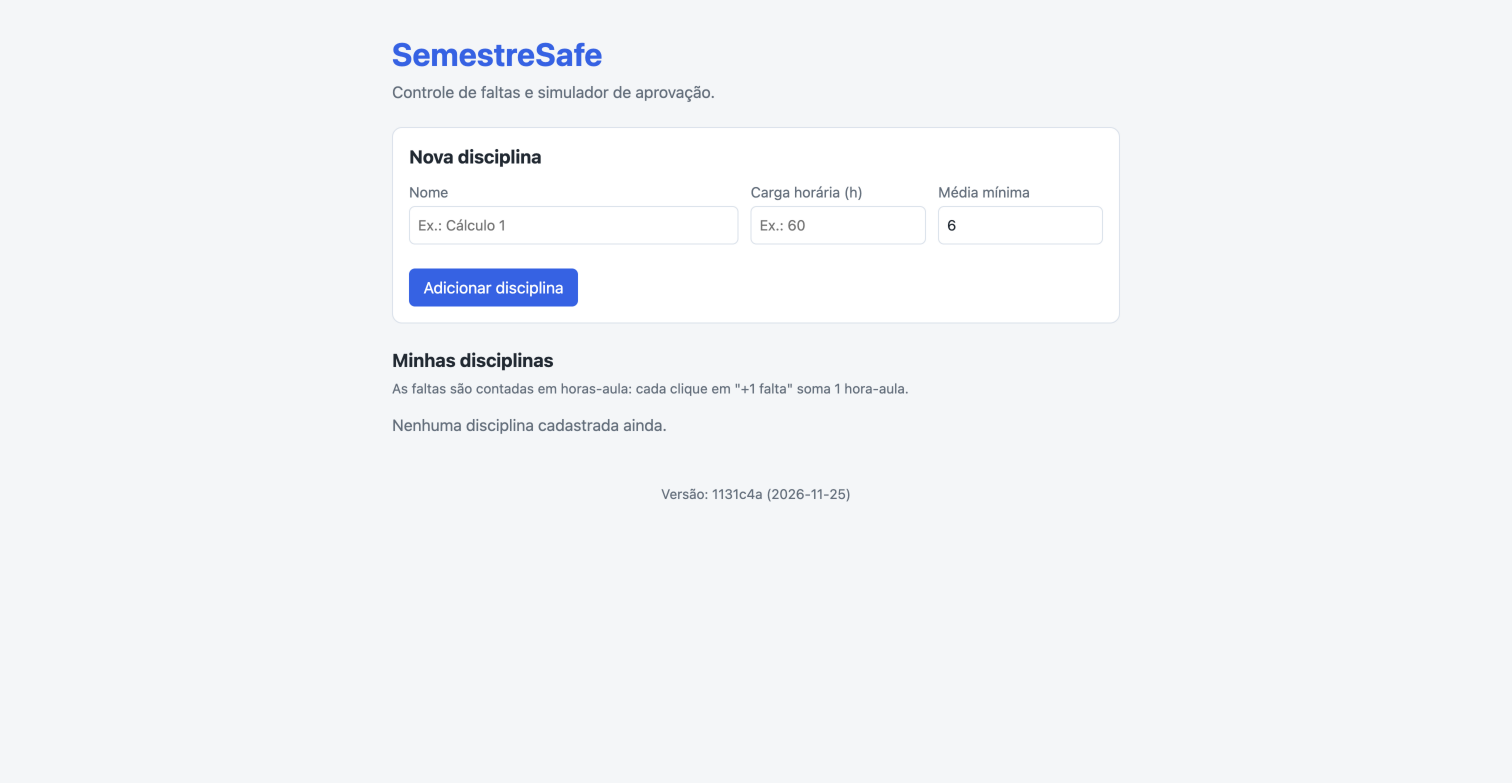 SemestreSafe
Controle de faltas e simulador de aprovação.
Nova disciplina
Nome
Carga horária (h)
Média mínima
Ex.: Cálculo 1
Ex.: 60
6
Adicionar disciplina
Minhas disciplinas
As faltas são contadas em horas-aula: cada clique em "+1 falta" soma 1 hora-aula.
Nenhuma disciplina cadastrada ainda.
Versão: 1131c4a (2026-11-25)